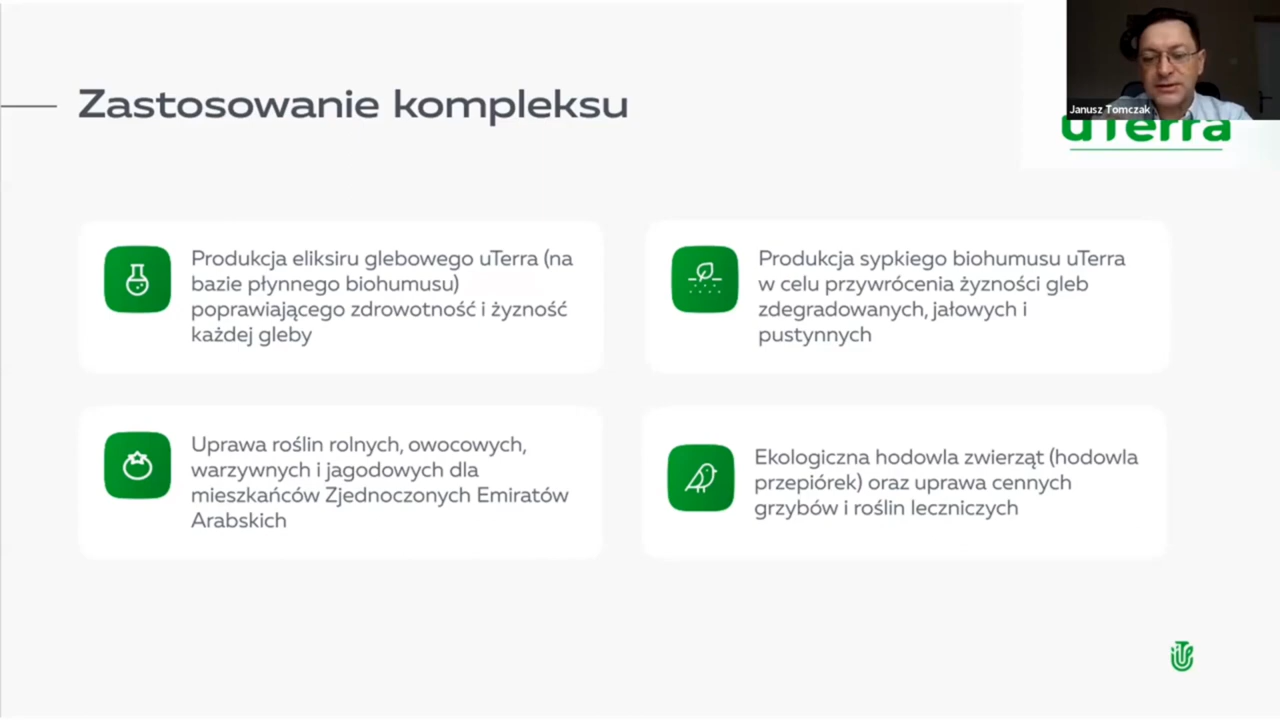 Zastosowanie kompleksu
Janusz Tomczak
uTerra
Produkcja eliksiru glebowego uTerra (na
bazie płynnego biohumusu)
poprawiającego zdrowotność i żyzność
każdej gleby
Produkcja sypkiego biohumusu uTerra
w celu przywrócenia żyzności gleb
zdegradowanych, jałowych i
pustynnych
Uprawa roślin rolnych, owocowych,
warzywnych i jagodowych dla
mieszkańców Zjednoczonych Emiratów
Arabskich
Ekologiczna hodowla zwierząt (hodowla
przepiórek) oraz uprawa cennych
grzybów i roślin leczniczych